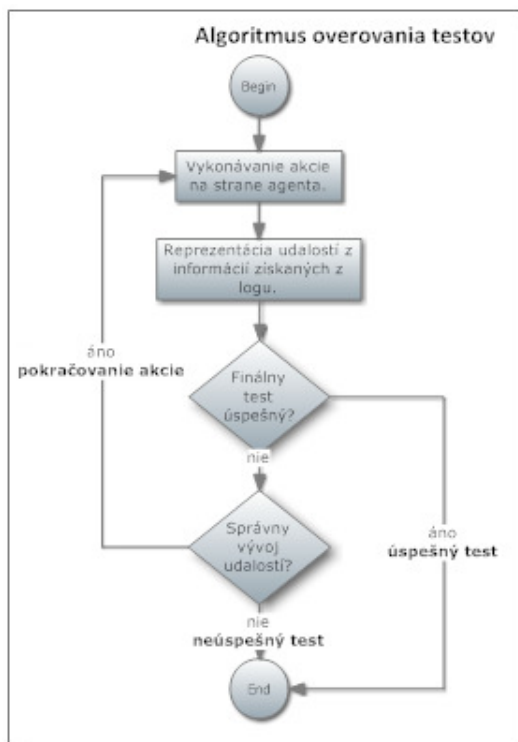 Algoritmus overovania testov
Begin
Vykonávanie akcie
na strane agenta.
Reprezentácia udalostí z
informácií získaných z
logu.
áno
pokračovanie akcie
Finálny
test
úspešný?
nie
Správny
vývoj
udalostí?
áno
úspešný test
nie
neúspešný test
End